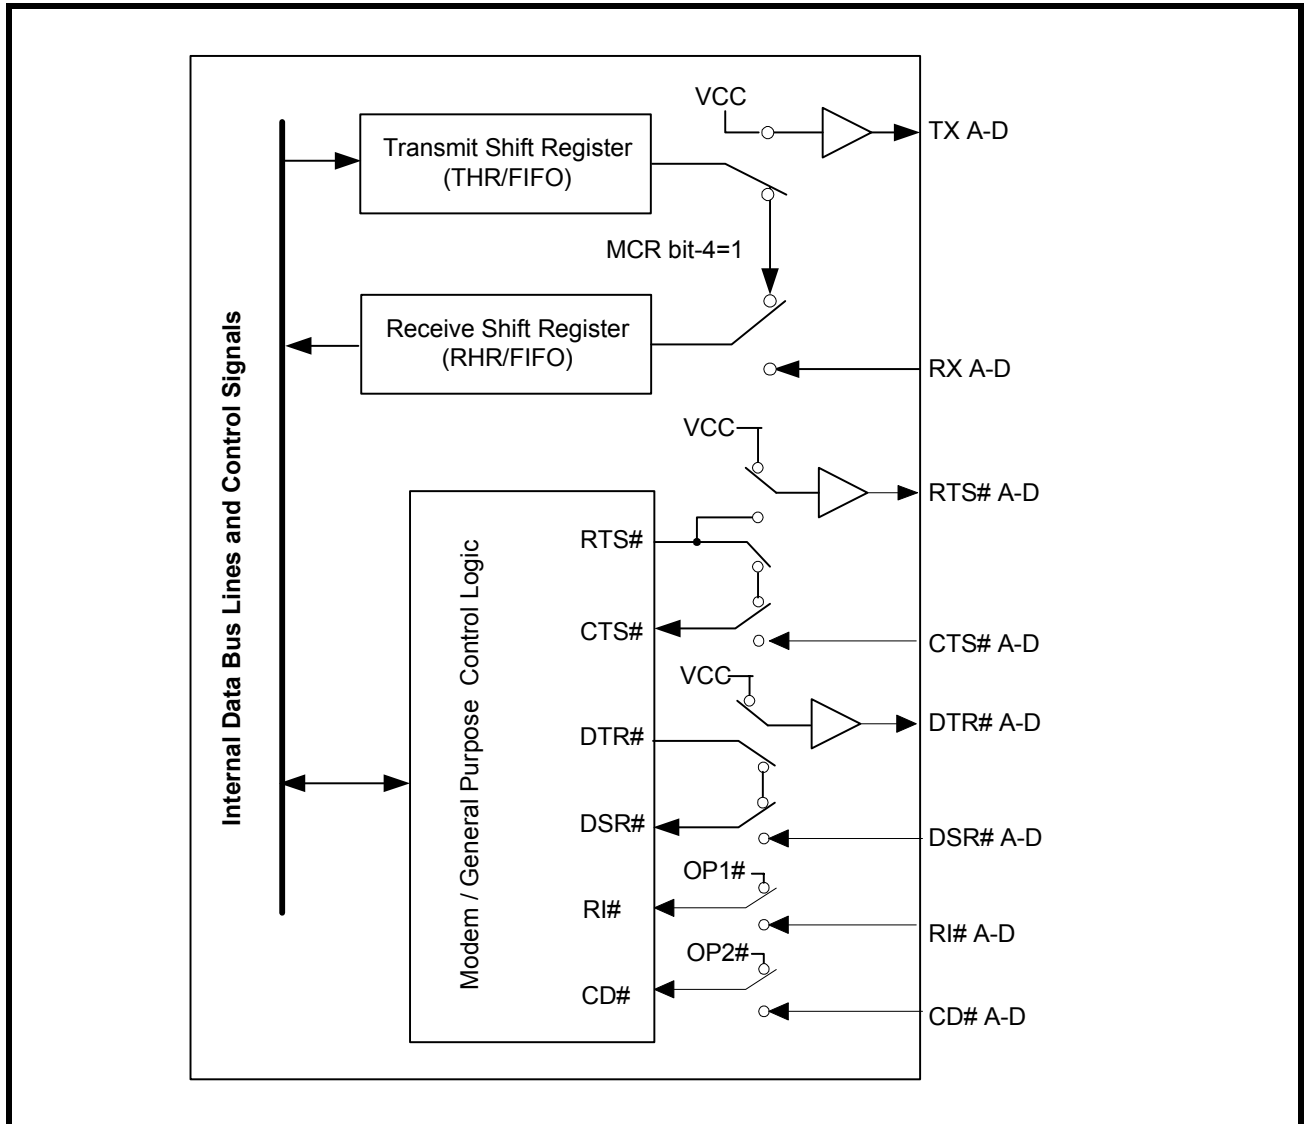 VCC
TX A-D
Transmit Shift Register
(THR/FIFO)
MCR bit-4=1
Receive Shift Register
(RHR/FIFO)
RX A-D
Internal Data Bus Lines and Control Signals
VCC
RTS# A-D
Modem / General Purpose Control Logic
RTS#
CTS#
CTS# A-D
VCC
DTR# A-D
DTR#
DSR#
DSR# A-D
OP1#
RI#
RI# A-D
OP2#
CD#
CD# A-D